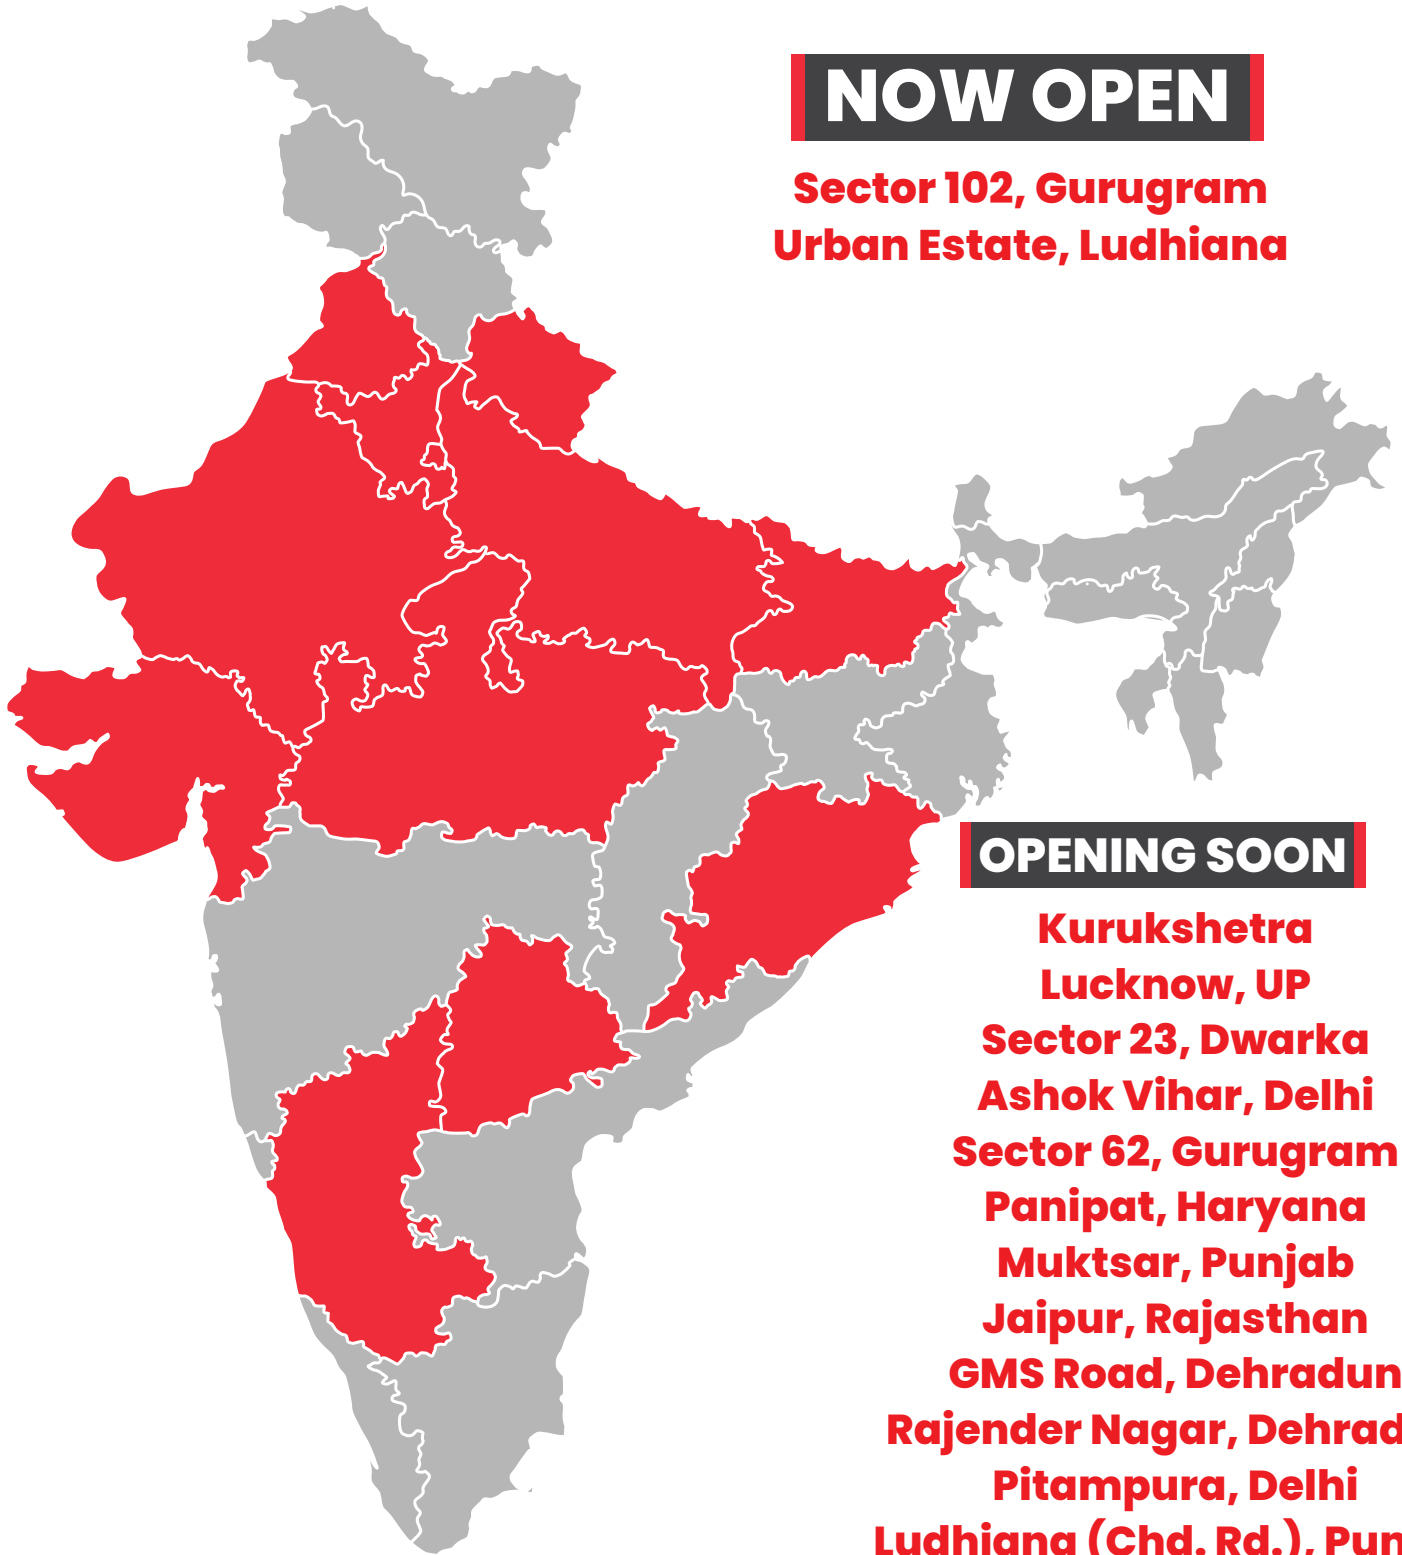 NOW OPEN
Sector 102, Gurugram
Urban Estate, Ludhiana
OPENING SOON
Kurukshetra
Lucknow, UP
Sector 23, Dwarka
Ashok Vihar, Delhi
Sector 62, Gurugram
Panipat, Haryana
Muktsar, Punjab
Jaipur, Rajasthan
GMS Road, Dehradun
Rajender Nagar, Dehrad
Pitampura, Delhi
Ludhiana (Chd. Rd.), Pun